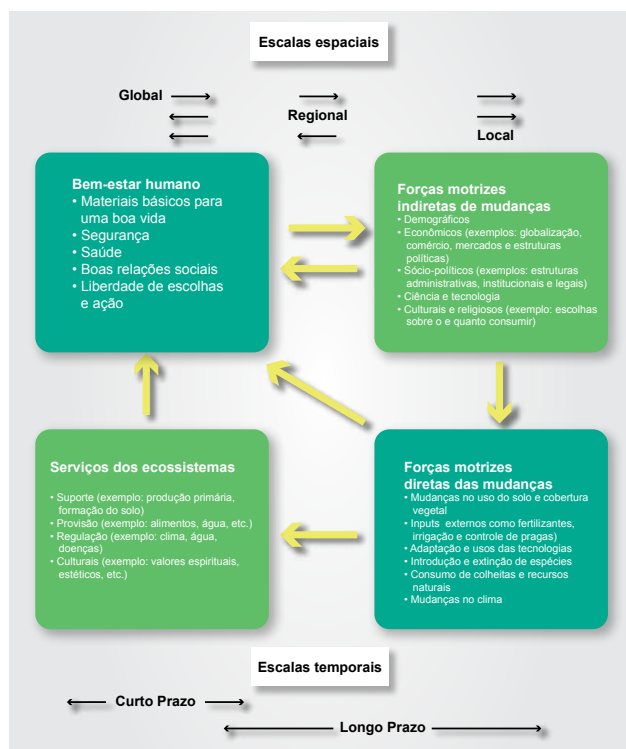 Escalas espaciais
Global
Regional
Local
Bem-estar humano
• Materiais básicos para
uma boa vida
• Segurança
• Saúde
• Boas relações sociais
• Liberdade de escolhas
e ação
Forças motrizes
indiretas de mudanças
• Demográficos
• Econômicos (exemplos: globalização,
comércio, mercados e estruturas
políticas)
• Sócio-políticos (exemplos: estruturas
administrativas, institucionais e legais)
• Ciência e tecnologia
• Culturais e religiosos (exemplo: escolhas
sobre o e quanto consumir)
Serviços dos ecossistemas
• Suporte (exemplo: produção primária,
formação do solo)
• Provisão (exemplo: alimentos, água, etc.)
• Regulação (exemplo: clima, água,
doenças)
• Culturais (exemplo: valores espirituais,
estéticos, etc.)
Forças motrizes
diretas das mudanças
• Mudanças no uso do solo e cobertura
vegetal
• Inputs externos como fertilizantes,
irrigação e controle de pragas)
• Adaptação e usos das tecnologias
• Introdução e extinção de espécies
• Consumo de colheitas e recursos
naturais
• Mudanças no clima
Escalas temporais
Curto Prazo
Longo Prazo